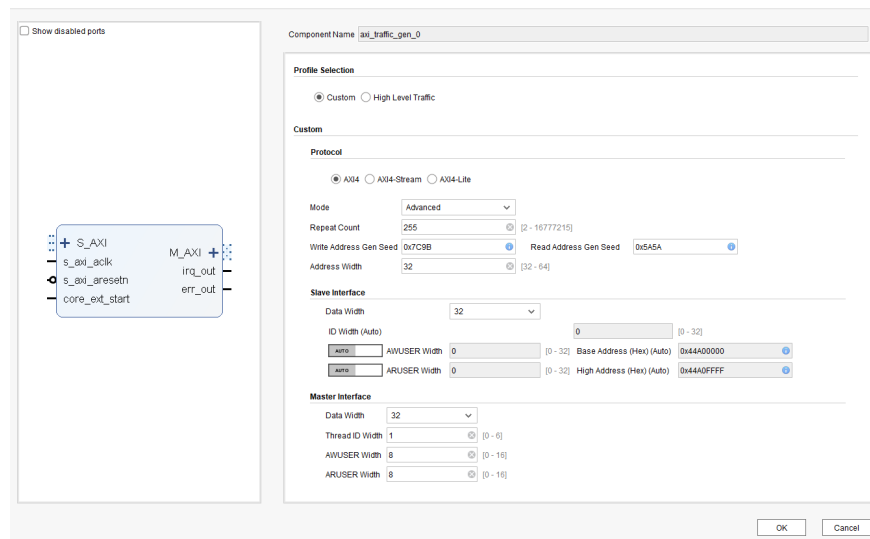 Show disabled ports
Component Name axi_traffic_gen_0
Profile Selection
Custom High Level Traffic
Custom
Protocol
AXI4 AXI4-Stream AXI4-Lite
Mode Advanced
Repeat Count 255 [2 - 16777215]
Write Address Gen Seed 0x7C9B Read Address Gen Seed 0x5A5A
Address Width 32 [32 - 64]
Slave Interface
Data Width 32
ID Width (Auto) 0 [0 - 32]
AUTO AWUSER Width 0 [0 - 32] Base Address (Hex) (Auto) 0x44A00000
AUTO ARUSER Width 0 [0 - 32] High Address (Hex) (Auto) 0x44A0FFFF
Master Interface
Data Width 32
Thread ID Width 1 [0 - 6]
AWUSER Width 8 [0 - 16]
ARUSER Width 8 [0 - 16]
S_AXI
s_axi_aclk
s_axi_aresetn
core_ext_start
M_AXI
irq_out
err_out
OK Cancel